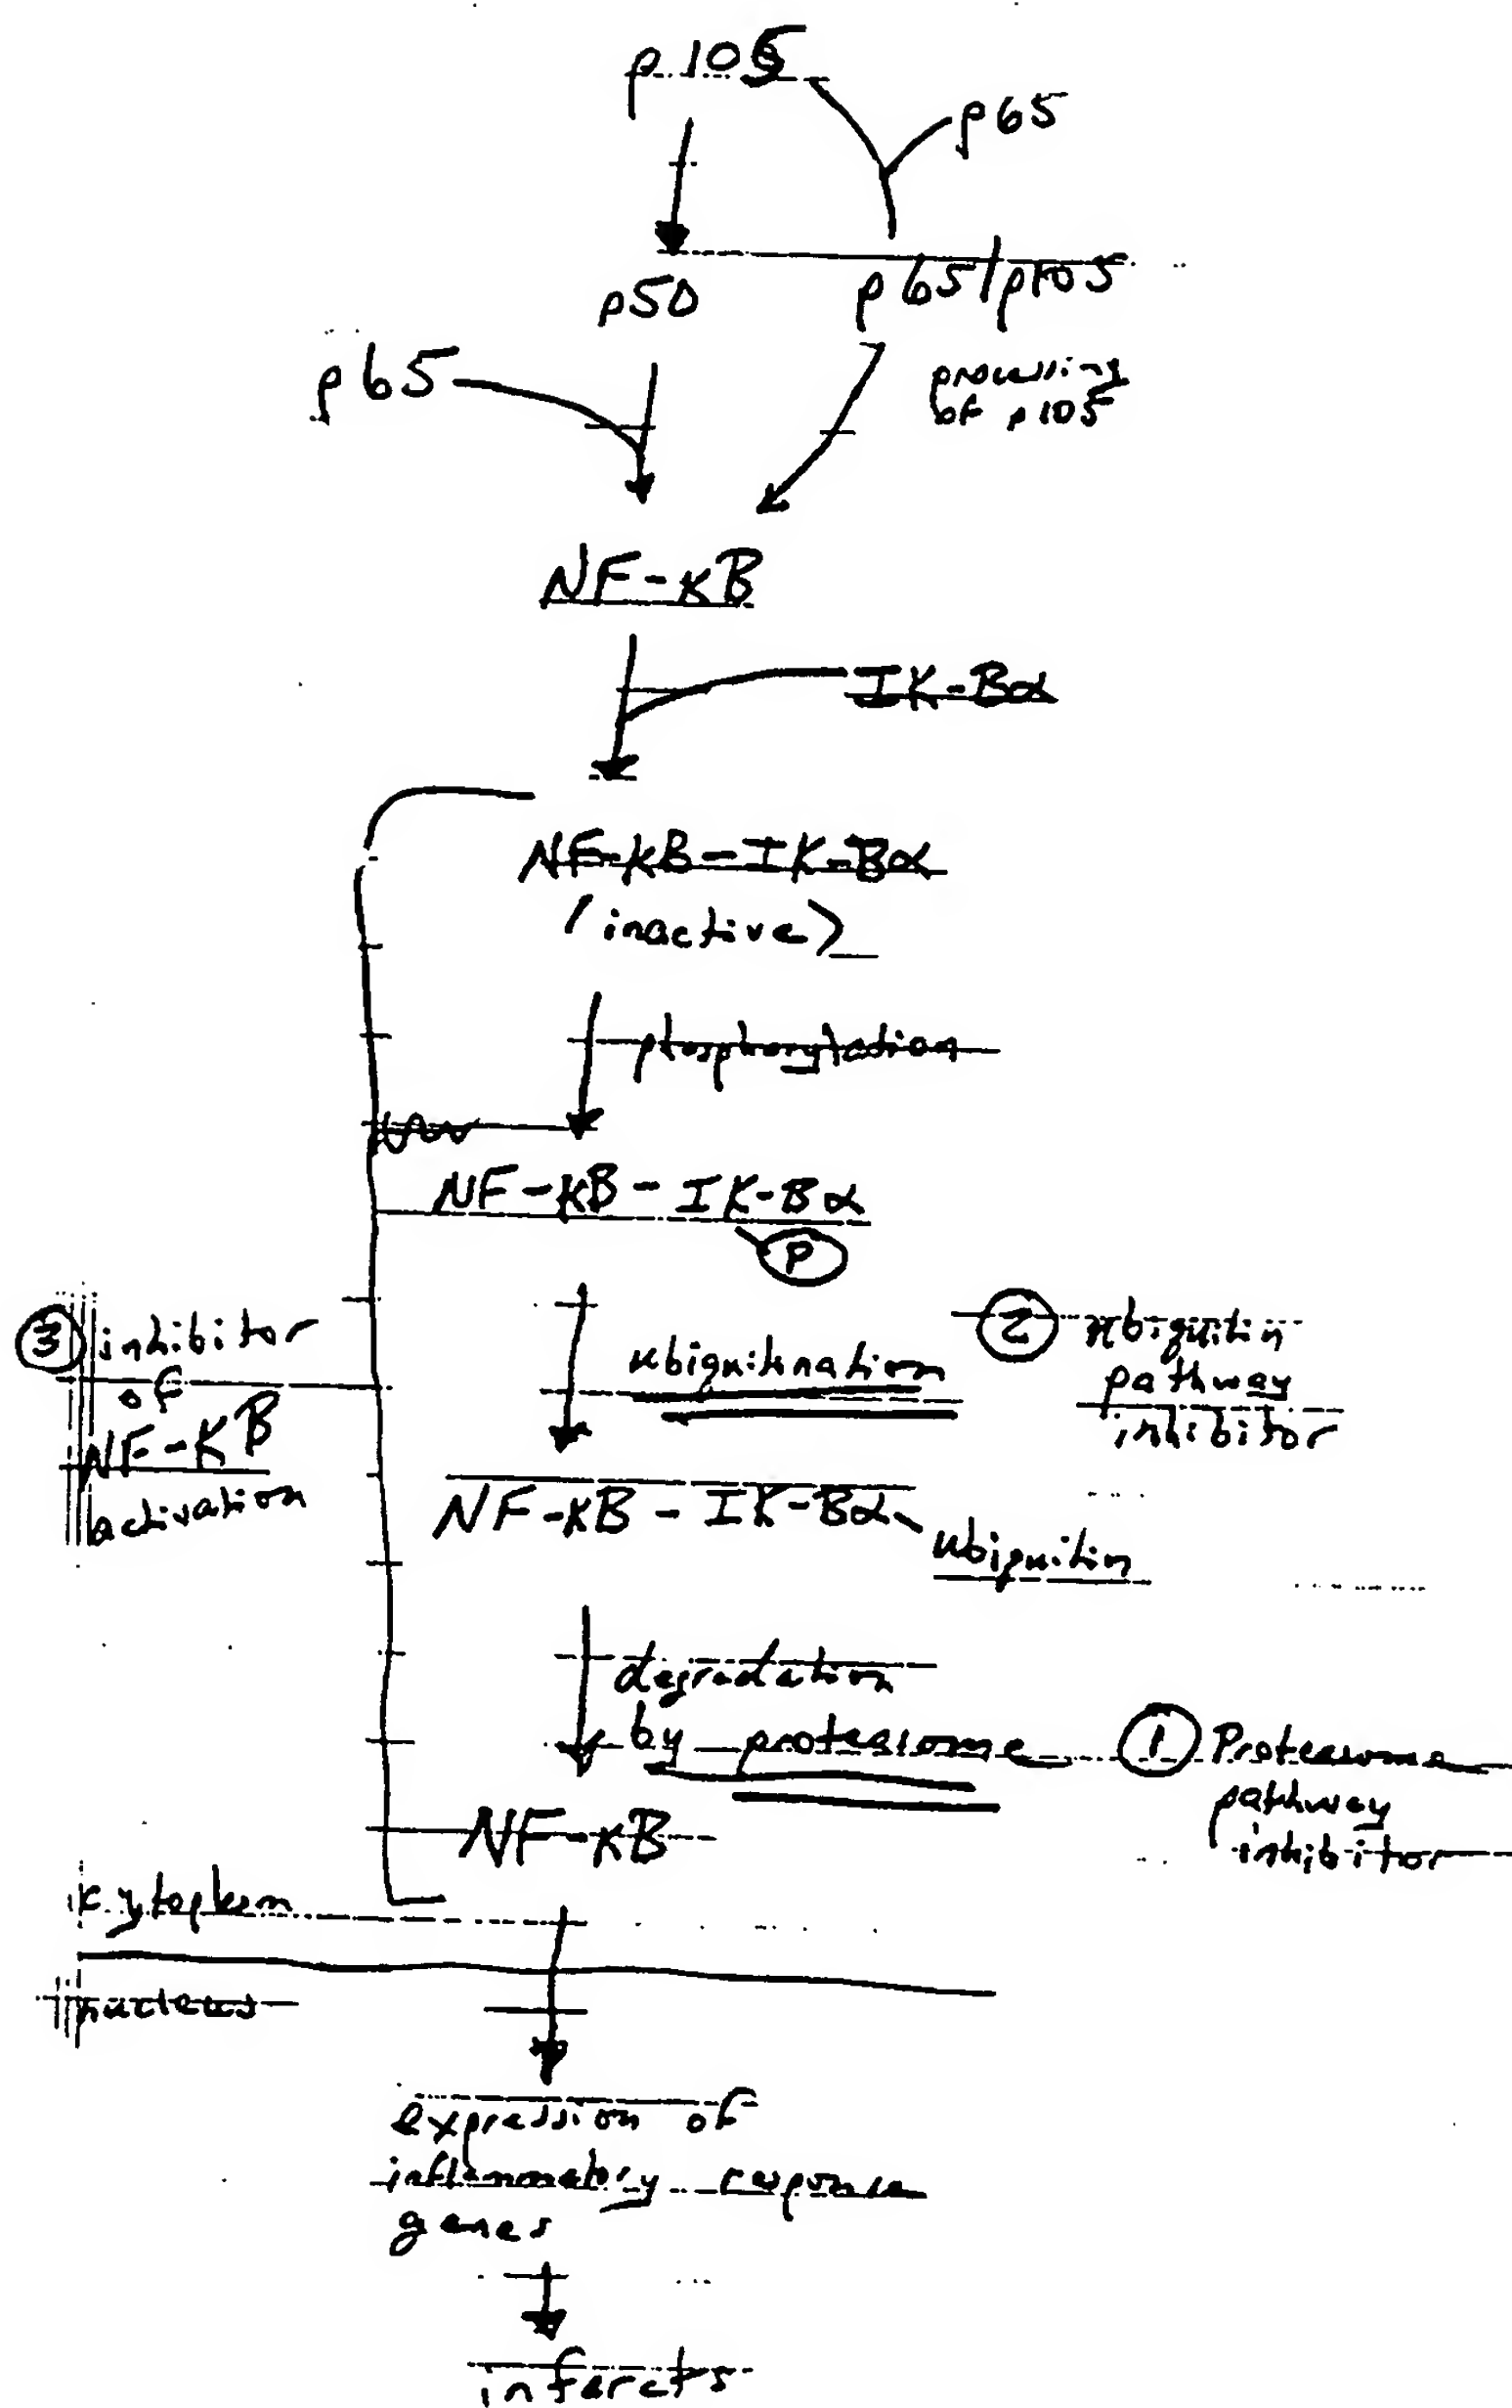 p105
p65
p50
p65/p105
p65
processing
of p105
NF-κB
IK-Bα
NF-κB-IK-Bα
(inactive)
phosphorylation
NF-κB-IK-Bα
P
③ inhibitor
of
NF-κB
activation
ubiquitination
② ubiquitin
pathway
inhibitor
NF-κB-IK-Bα
ubiquitin
degradation
by proteasome
① Proteasome
pathway
inhibitor
NF-κB
cytoplasm
nucleus
expression of
inflammatory response
genes
infarcts